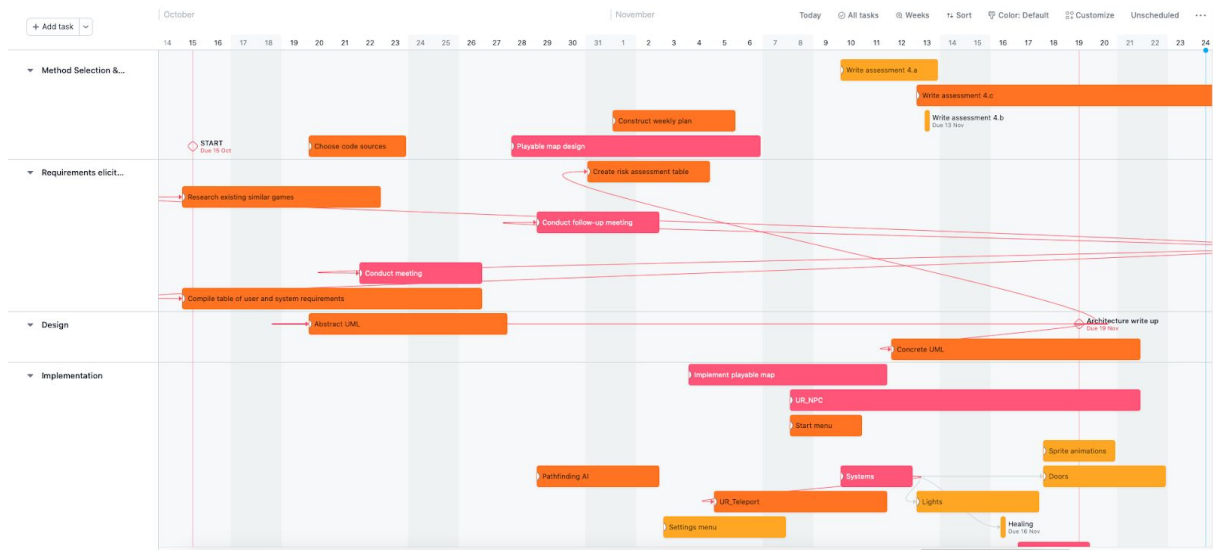 October
November
Today
All tasks
Weeks
Sort
Color: Default
Customize
Unscheduled
+ Add task
14 15 16 17 18 19 20 21 22 23 24 25 26 27 28 29 30 31 1 2 3 4 5 6 7 8 9 10 11 12 13 14 15 16 17 18 19 20 21 22 23 24
Method Selection &...
Write assessment 4.a
Write assessment 4.c
Construct weekly plan
Write assessment 4.b
Due 13 Nov
START
Due 15 Oct
Choose code sources
Playable map design
Requirements elicit...
Create risk assessment table
Research existing similar games
Conduct follow-up meeting
Conduct meeting
Compile table of user and system requirements
Design
Abstract UML
Architecture write up
Due 19 Nov
Concrete UML
Implementation
Implement playable map
UR_NPC
Start menu
Sprite animations
Pathfinding AI
Systems
Doors
UR_Teleport
Lights
Settings menu
Healing
Due 16 Nov